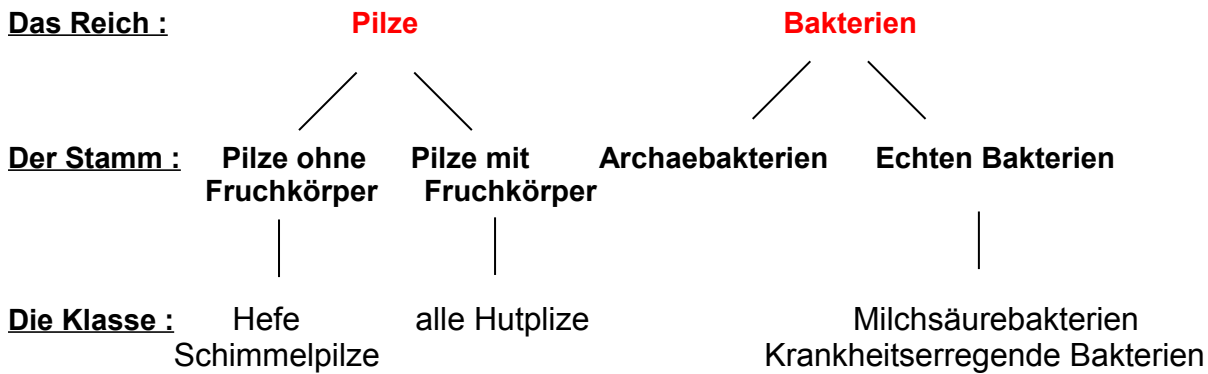 Das Reich : Pilze Bakterien
Der Stamm : Pilze ohne Pilze mit Archaebakterien Echten Bakterien
Fruchkörper Fruchkörper
Die Klasse : Hefe alle Hutplize Milchsäurebakterien
Schimmelpilze Krankheitserregende Bakterien